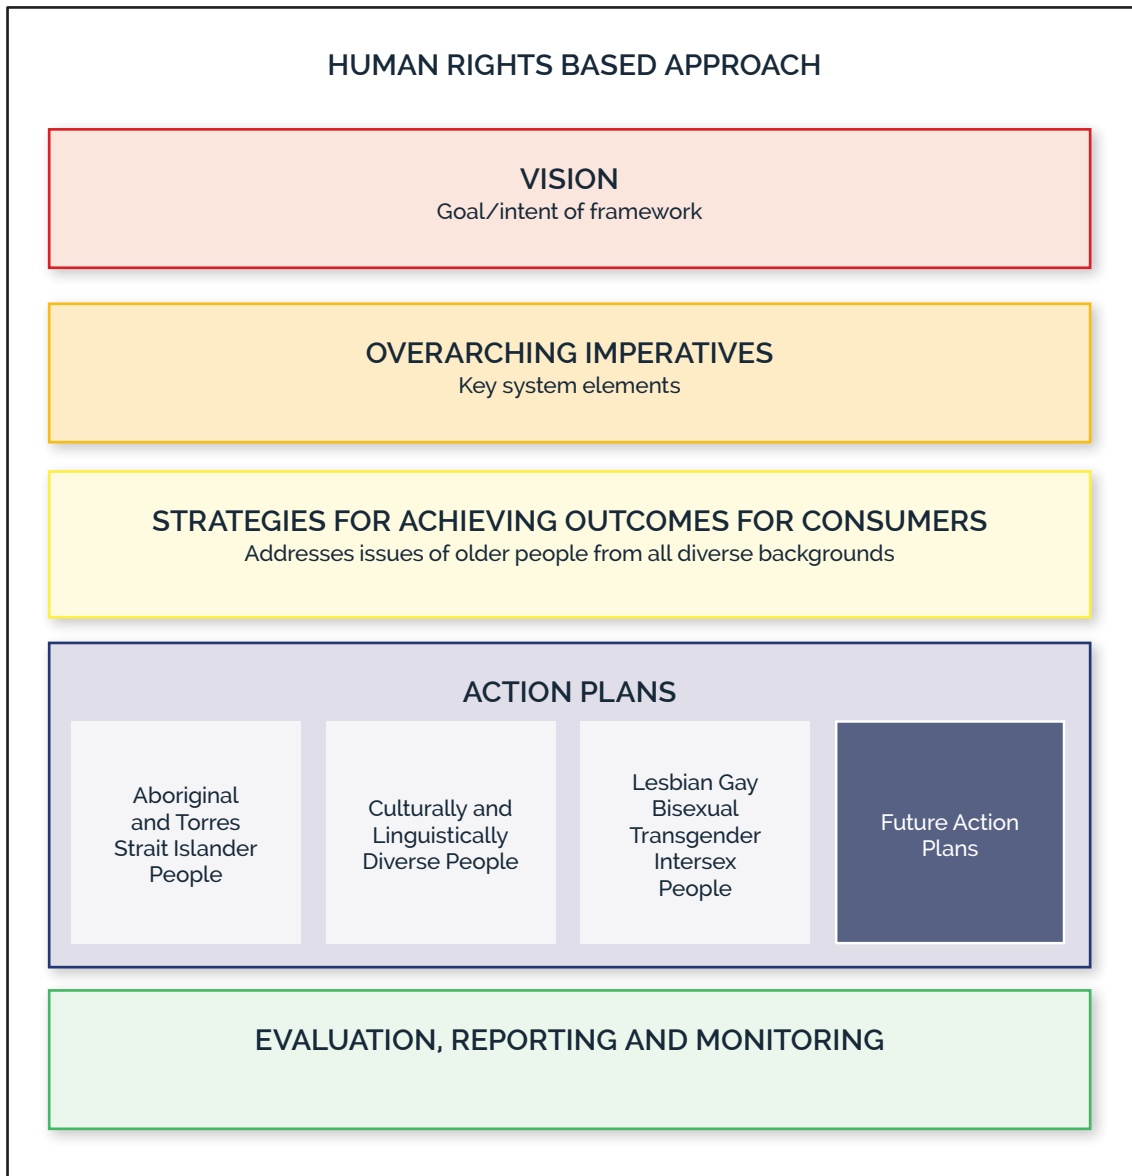 HUMAN RIGHTS BASED APPROACH
VISION
Goal/intent of framework
OVERARCHING IMPERATIVES
Key system elements
STRATEGIES FOR ACHIEVING OUTCOMES FOR CONSUMERS
Addresses issues of older people from all diverse backgrounds
ACTION PLANS
Aboriginal
and Torres
Strait Islander
People
Culturally and
Linguistically
Diverse People
Lesbian Gay
Bisexual
Transgender
Intersex
People
Future Action
Plans
EVALUATION, REPORTING AND MONITORING